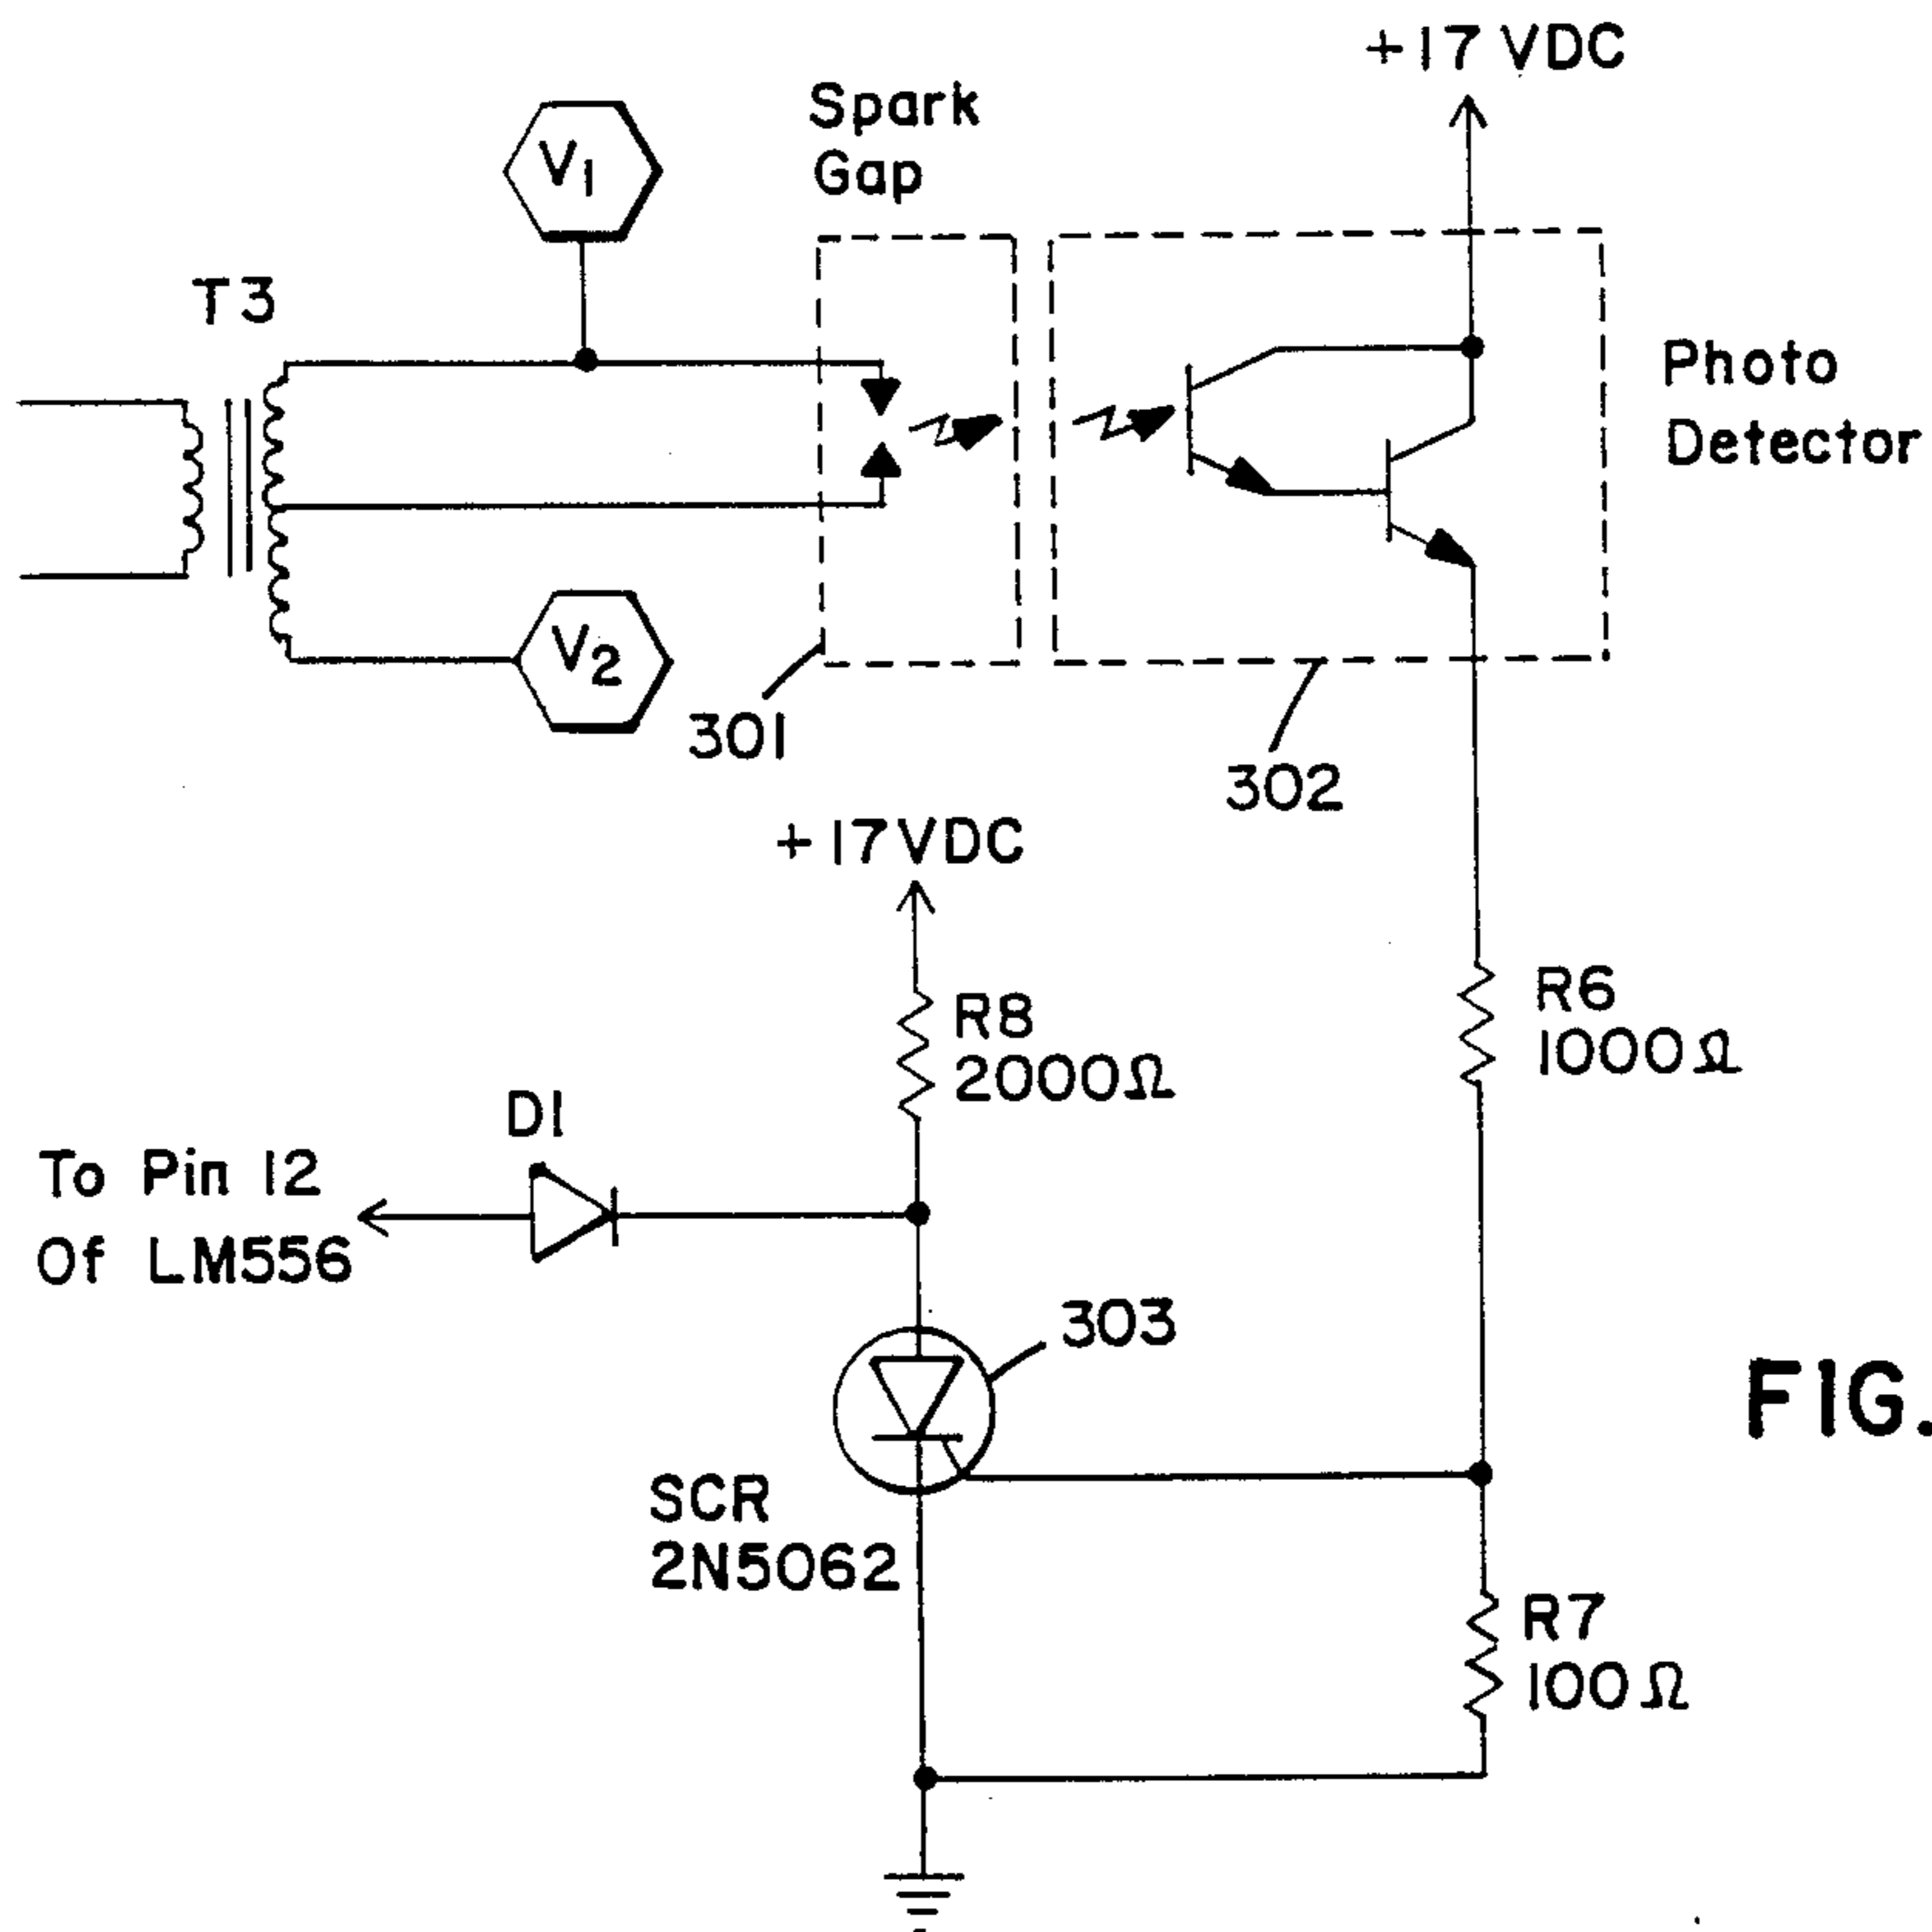 +17 VDC
Spark
Gap
V1
T3
Photo
Detector
V2
301
302
+17VDC
R8
2000Ω
R6
1000Ω
D1
To Pin 12
Of LM556
303
FIG.
SCR
2N5062
R7
100Ω